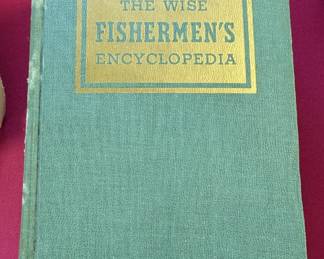 THE WISE
FISHERMEN'S
ENCYCLOPEDIA